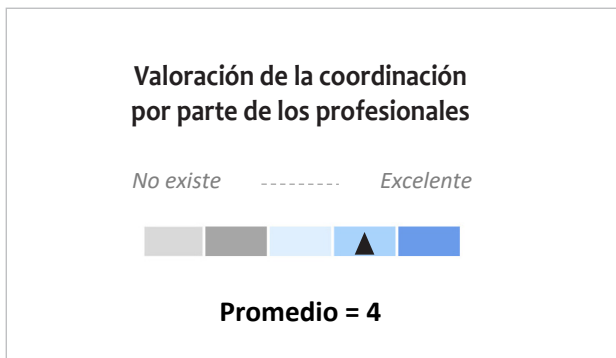 Valoración de la coordinación
por parte de los profesionales
No existe --------- Excelente
Promedio = 4